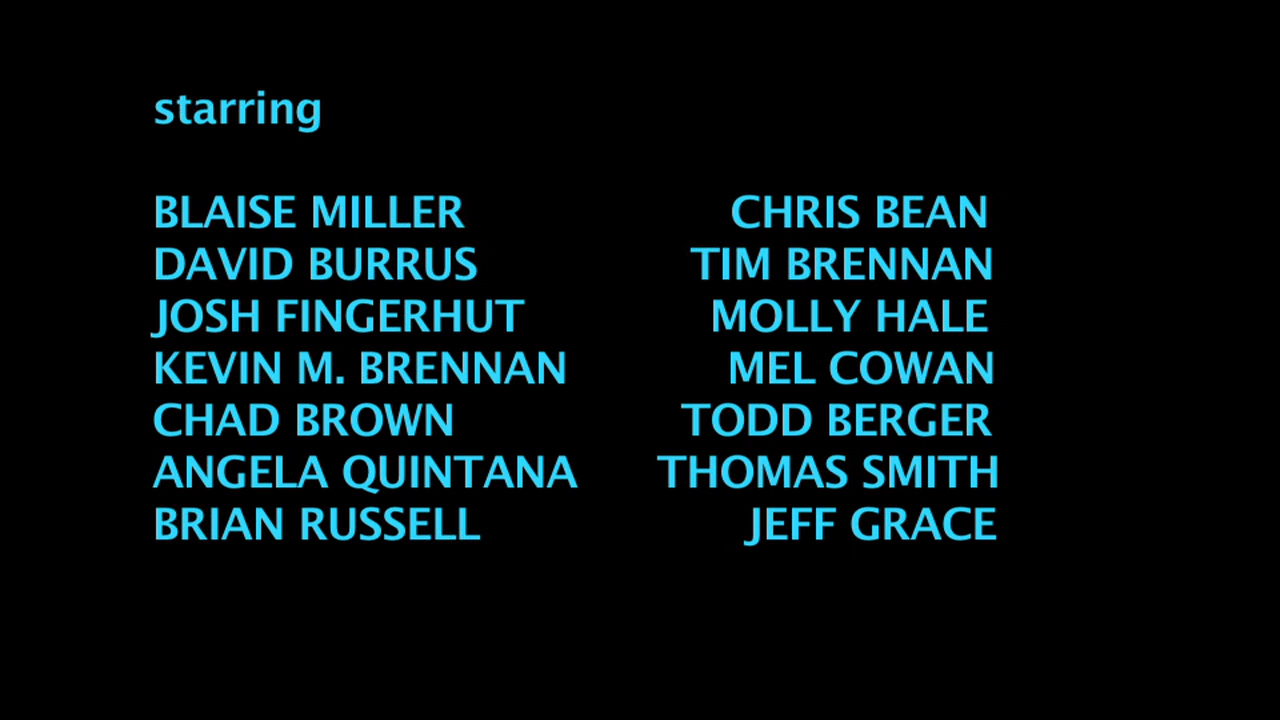 starring
BLAISE MILLER CHRIS BEAN
DAVID BURRUS TIM BRENNAN
JOSH FINGERHUT MOLLY HALE
KEVIN M. BRENNAN MEL COWAN
CHAD BROWN TODD BERGER
ANGELA QUINTANA THOMAS SMITH
BRIAN RUSSELL JEFF GRACE